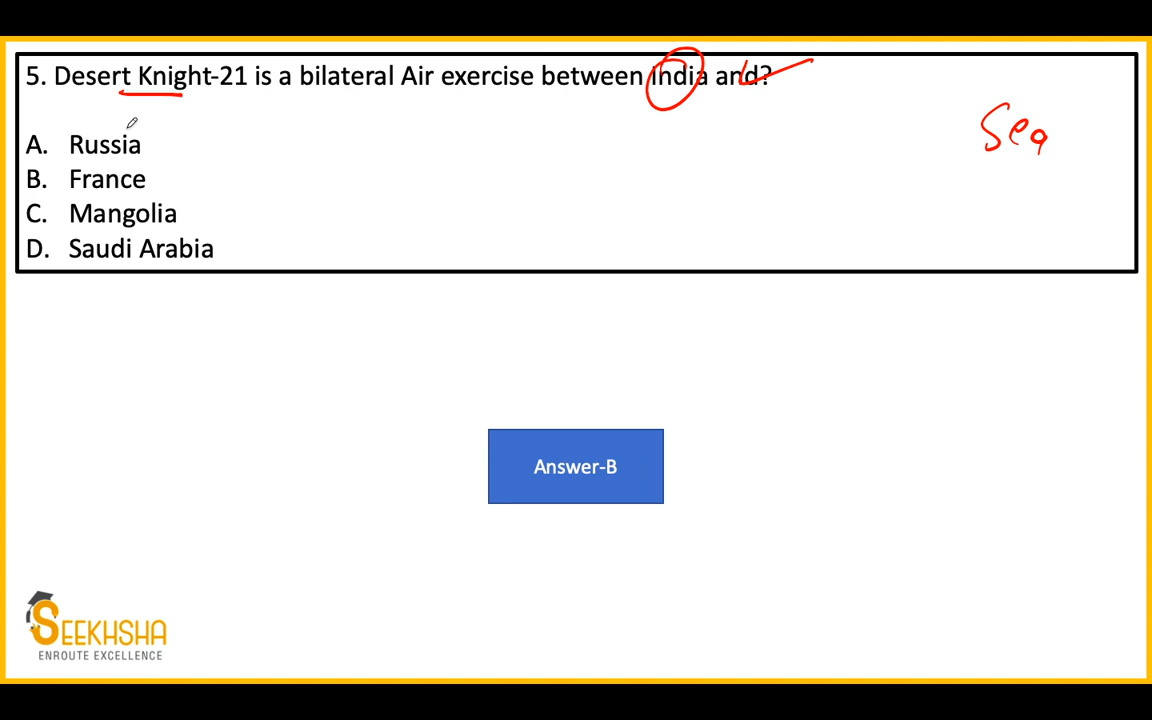 5. Desert Knight-21 is a bilateral Air exercise between India and?
Sea
A. Russia
B. France
C. Mangolia
D. Saudi Arabia
Answer-B
SEEKHSHA
ENROUTE EXCELLENCE